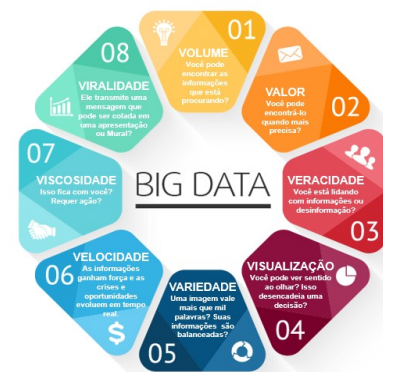 01
VOLUME
Você pode
encontrar as
informações
que está
procurando?
VALOR
Você pode
encontrá-lo
quando mais
precisa?
02
VERACIDADE
Você está lidando
com informações ou
desinformação?
03
VISUALIZAÇÃO
Você pode ver sentido
ao olhar? Isso
desencadeia uma
decisão?
04
VARIEDADE
Uma imagem vale
mais que mil
palavras? Suas
informações são
balanceadas?
05
VELOCIDADE
As informações
ganham força e as
crises e
oportunidades
evoluem em tempo
real.
06
$
07
VISCOSIDADE
Isso fica com você?
Requer ação?
08
VIRALIDADE
Ele transmite uma
mensagem que
pode ser colada em
uma apresentação
ou Mural?
BIG DATA